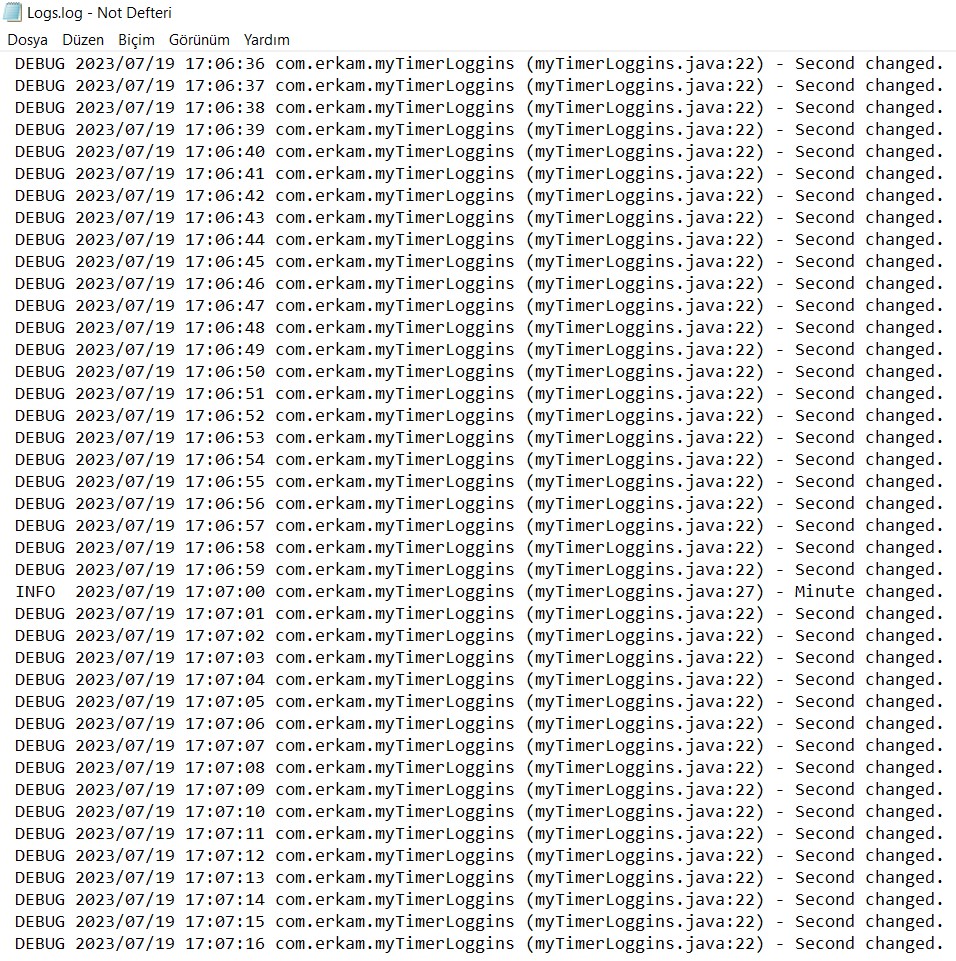 Logs.log - Not Defteri
Dosya Düzen Biçim Görünüm Yardım
DEBUG 2023/07/19 17:06:36 com.erkam.myTimerLoggins (myTimerLoggins.java:22) - Second changed.
DEBUG 2023/07/19 17:06:37 com.erkam.myTimerLoggins (myTimerLoggins.java:22) - Second changed.
DEBUG 2023/07/19 17:06:38 com.erkam.myTimerLoggins (myTimerLoggins.java:22) - Second changed.
DEBUG 2023/07/19 17:06:39 com.erkam.myTimerLoggins (myTimerLoggins.java:22) - Second changed.
DEBUG 2023/07/19 17:06:40 com.erkam.myTimerLoggins (myTimerLoggins.java:22) - Second changed.
DEBUG 2023/07/19 17:06:41 com.erkam.myTimerLoggins (myTimerLoggins.java:22) - Second changed.
DEBUG 2023/07/19 17:06:42 com.erkam.myTimerLoggins (myTimerLoggins.java:22) - Second changed.
DEBUG 2023/07/19 17:06:43 com.erkam.myTimerLoggins (myTimerLoggins.java:22) - Second changed.
DEBUG 2023/07/19 17:06:44 com.erkam.myTimerLoggins (myTimerLoggins.java:22) - Second changed.
DEBUG 2023/07/19 17:06:45 com.erkam.myTimerLoggins (myTimerLoggins.java:22) - Second changed.
DEBUG 2023/07/19 17:06:46 com.erkam.myTimerLoggins (myTimerLoggins.java:22) - Second changed.
DEBUG 2023/07/19 17:06:47 com.erkam.myTimerLoggins (myTimerLoggins.java:22) - Second changed.
DEBUG 2023/07/19 17:06:48 com.erkam.myTimerLoggins (myTimerLoggins.java:22) - Second changed.
DEBUG 2023/07/19 17:06:49 com.erkam.myTimerLoggins (myTimerLoggins.java:22) - Second changed.
DEBUG 2023/07/19 17:06:50 com.erkam.myTimerLoggins (myTimerLoggins.java:22) - Second changed.
DEBUG 2023/07/19 17:06:51 com.erkam.myTimerLoggins (myTimerLoggins.java:22) - Second changed.
DEBUG 2023/07/19 17:06:52 com.erkam.myTimerLoggins (myTimerLoggins.java:22) - Second changed.
DEBUG 2023/07/19 17:06:53 com.erkam.myTimerLoggins (myTimerLoggins.java:22) - Second changed.
DEBUG 2023/07/19 17:06:54 com.erkam.myTimerLoggins (myTimerLoggins.java:22) - Second changed.
DEBUG 2023/07/19 17:06:55 com.erkam.myTimerLoggins (myTimerLoggins.java:22) - Second changed.
DEBUG 2023/07/19 17:06:56 com.erkam.myTimerLoggins (myTimerLoggins.java:22) - Second changed.
DEBUG 2023/07/19 17:06:57 com.erkam.myTimerLoggins (myTimerLoggins.java:22) - Second changed.
DEBUG 2023/07/19 17:06:58 com.erkam.myTimerLoggins (myTimerLoggins.java:22) - Second changed.
DEBUG 2023/07/19 17:06:59 com.erkam.myTimerLoggins (myTimerLoggins.java:22) - Second changed.
INFO  2023/07/19 17:07:00 com.erkam.myTimerLoggins (myTimerLoggins.java:27) - Minute changed.
DEBUG 2023/07/19 17:07:01 com.erkam.myTimerLoggins (myTimerLoggins.java:22) - Second changed.
DEBUG 2023/07/19 17:07:02 com.erkam.myTimerLoggins (myTimerLoggins.java:22) - Second changed.
DEBUG 2023/07/19 17:07:03 com.erkam.myTimerLoggins (myTimerLoggins.java:22) - Second changed.
DEBUG 2023/07/19 17:07:04 com.erkam.myTimerLoggins (myTimerLoggins.java:22) - Second changed.
DEBUG 2023/07/19 17:07:05 com.erkam.myTimerLoggins (myTimerLoggins.java:22) - Second changed.
DEBUG 2023/07/19 17:07:06 com.erkam.myTimerLoggins (myTimerLoggins.java:22) - Second changed.
DEBUG 2023/07/19 17:07:07 com.erkam.myTimerLoggins (myTimerLoggins.java:22) - Second changed.
DEBUG 2023/07/19 17:07:08 com.erkam.myTimerLoggins (myTimerLoggins.java:22) - Second changed.
DEBUG 2023/07/19 17:07:09 com.erkam.myTimerLoggins (myTimerLoggins.java:22) - Second changed.
DEBUG 2023/07/19 17:07:10 com.erkam.myTimerLoggins (myTimerLoggins.java:22) - Second changed.
DEBUG 2023/07/19 17:07:11 com.erkam.myTimerLoggins (myTimerLoggins.java:22) - Second changed.
DEBUG 2023/07/19 17:07:12 com.erkam.myTimerLoggins (myTimerLoggins.java:22) - Second changed.
DEBUG 2023/07/19 17:07:13 com.erkam.myTimerLoggins (myTimerLoggins.java:22) - Second changed.
DEBUG 2023/07/19 17:07:14 com.erkam.myTimerLoggins (myTimerLoggins.java:22) - Second changed.
DEBUG 2023/07/19 17:07:15 com.erkam.myTimerLoggins (myTimerLoggins.java:22) - Second changed.
DEBUG 2023/07/19 17:07:16 com.erkam.myTimerLoggins (myTimerLoggins.java:22) - Second changed.